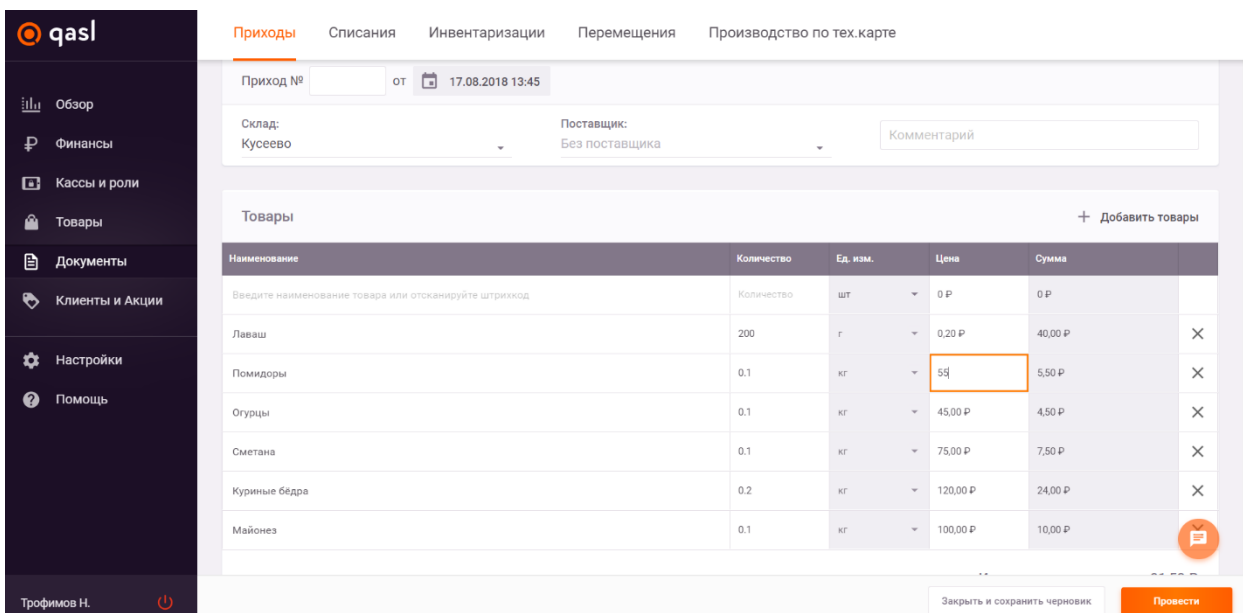 qasl
Приходы Списания Инвентаризации Перемещения Производство по тех.карте
Приход № от 17.08.2018 13:45
Обзор
Финансы
Кассы и роли
Товары
Документы
Клиенты и Акции
Настройки
Помощь
Трофимов Н.
Склад: Поставщик:
Кусеево Без поставщика Комментарий
Товары + Добавить товары
Наименование Количество Ед. изм. Цена Сумма
Введите наименование товара или отсканируйте штрихкод Количество шт 0 ₽ 0 ₽
Лаваш 200 г 0,20 ₽ 40,00 ₽
Помидоры 0.1 кг 55 5,50 ₽
Огурцы 0.1 кг 45,00 ₽ 4,50 ₽
Сметана 0.1 кг 75,00 ₽ 7,50 ₽
Куриные бёдра 0.2 кг 120,00 ₽ 24,00 ₽
Майонез 0.1 кг 100,00 ₽ 10,00 ₽
Закрыть и сохранить черновик Провести